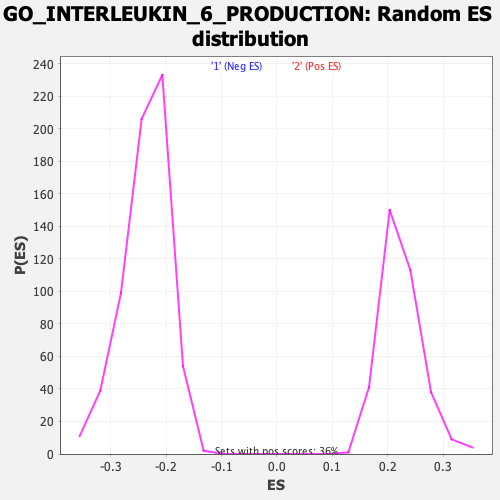 GO_INTERLEUKIN_6_PRODUCTION: Random ES
distribution
'1' (Neg ES) '2' (Pos ES)
240
220
200
180
160
140
120
100
80
60
40
20
0
P(ES)
Sets with pos scores: 36%
-0.3 -0.2 -0.1 0.0 0.1 0.2 0.3
ES